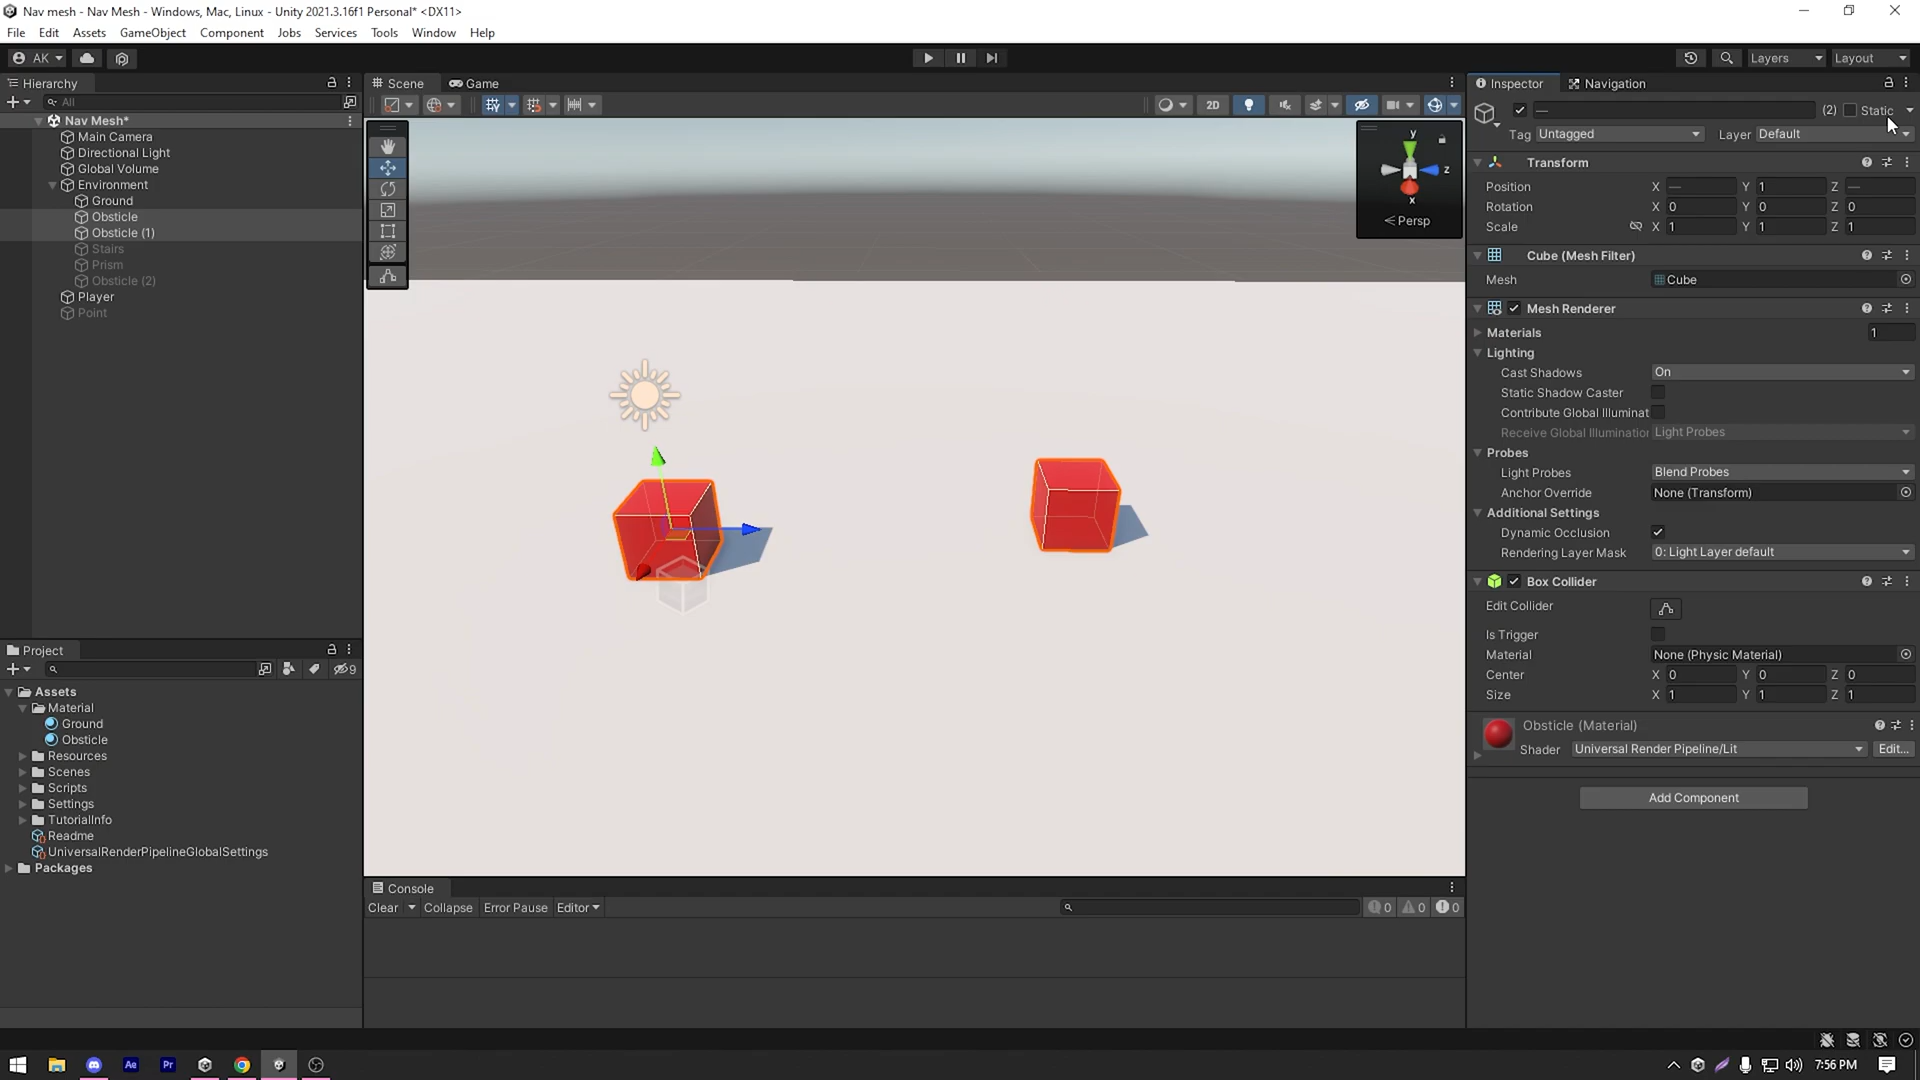 Nav mesh - Nav Mesh - Windows, Mac, Linux - Unity 2021.3.16f1 Personal* <DX11>
File Edit Assets GameObject Component Jobs Services Tools Window Help
AK
Layers Layout
Hierarchy
All
Nav Mesh*
Main Camera
Directional Light
Global Volume
Environment
Ground
Obsticle
Obsticle (1)
Stairs
Prism
Obsticle (2)
Player
Point
Scene Game
2D
y
z
x
Persp
Inspector Navigation
— (2) Static
Tag Untagged Layer Default
Transform
Position X — Y 1 Z —
Rotation X 0 Y 0 Z 0
Scale X 1 Y 1 Z 1
Cube (Mesh Filter)
Mesh Cube
Mesh Renderer
Materials 1
Lighting
Cast Shadows On
Static Shadow Caster
Contribute Global Illuminat
Receive Global Illumination Light Probes
Probes
Light Probes Blend Probes
Anchor Override None (Transform)
Additional Settings
Dynamic Occlusion
Rendering Layer Mask 0: Light Layer default
Box Collider
Edit Collider
Is Trigger
Material None (Physic Material)
Center X 0 Y 0 Z 0
Size X 1 Y 1 Z 1
Obsticle (Material)
Shader Universal Render Pipeline/Lit Edit...
Add Component
Project
9
Assets
Material
Ground
Obsticle
Resources
Scenes
Scripts
Settings
TutorialInfo
Readme
UniversalRenderPipelineGlobalSettings
Packages
Console
Clear Collapse Error Pause Editor
0 0 0
Ae Pr
7:56 PM